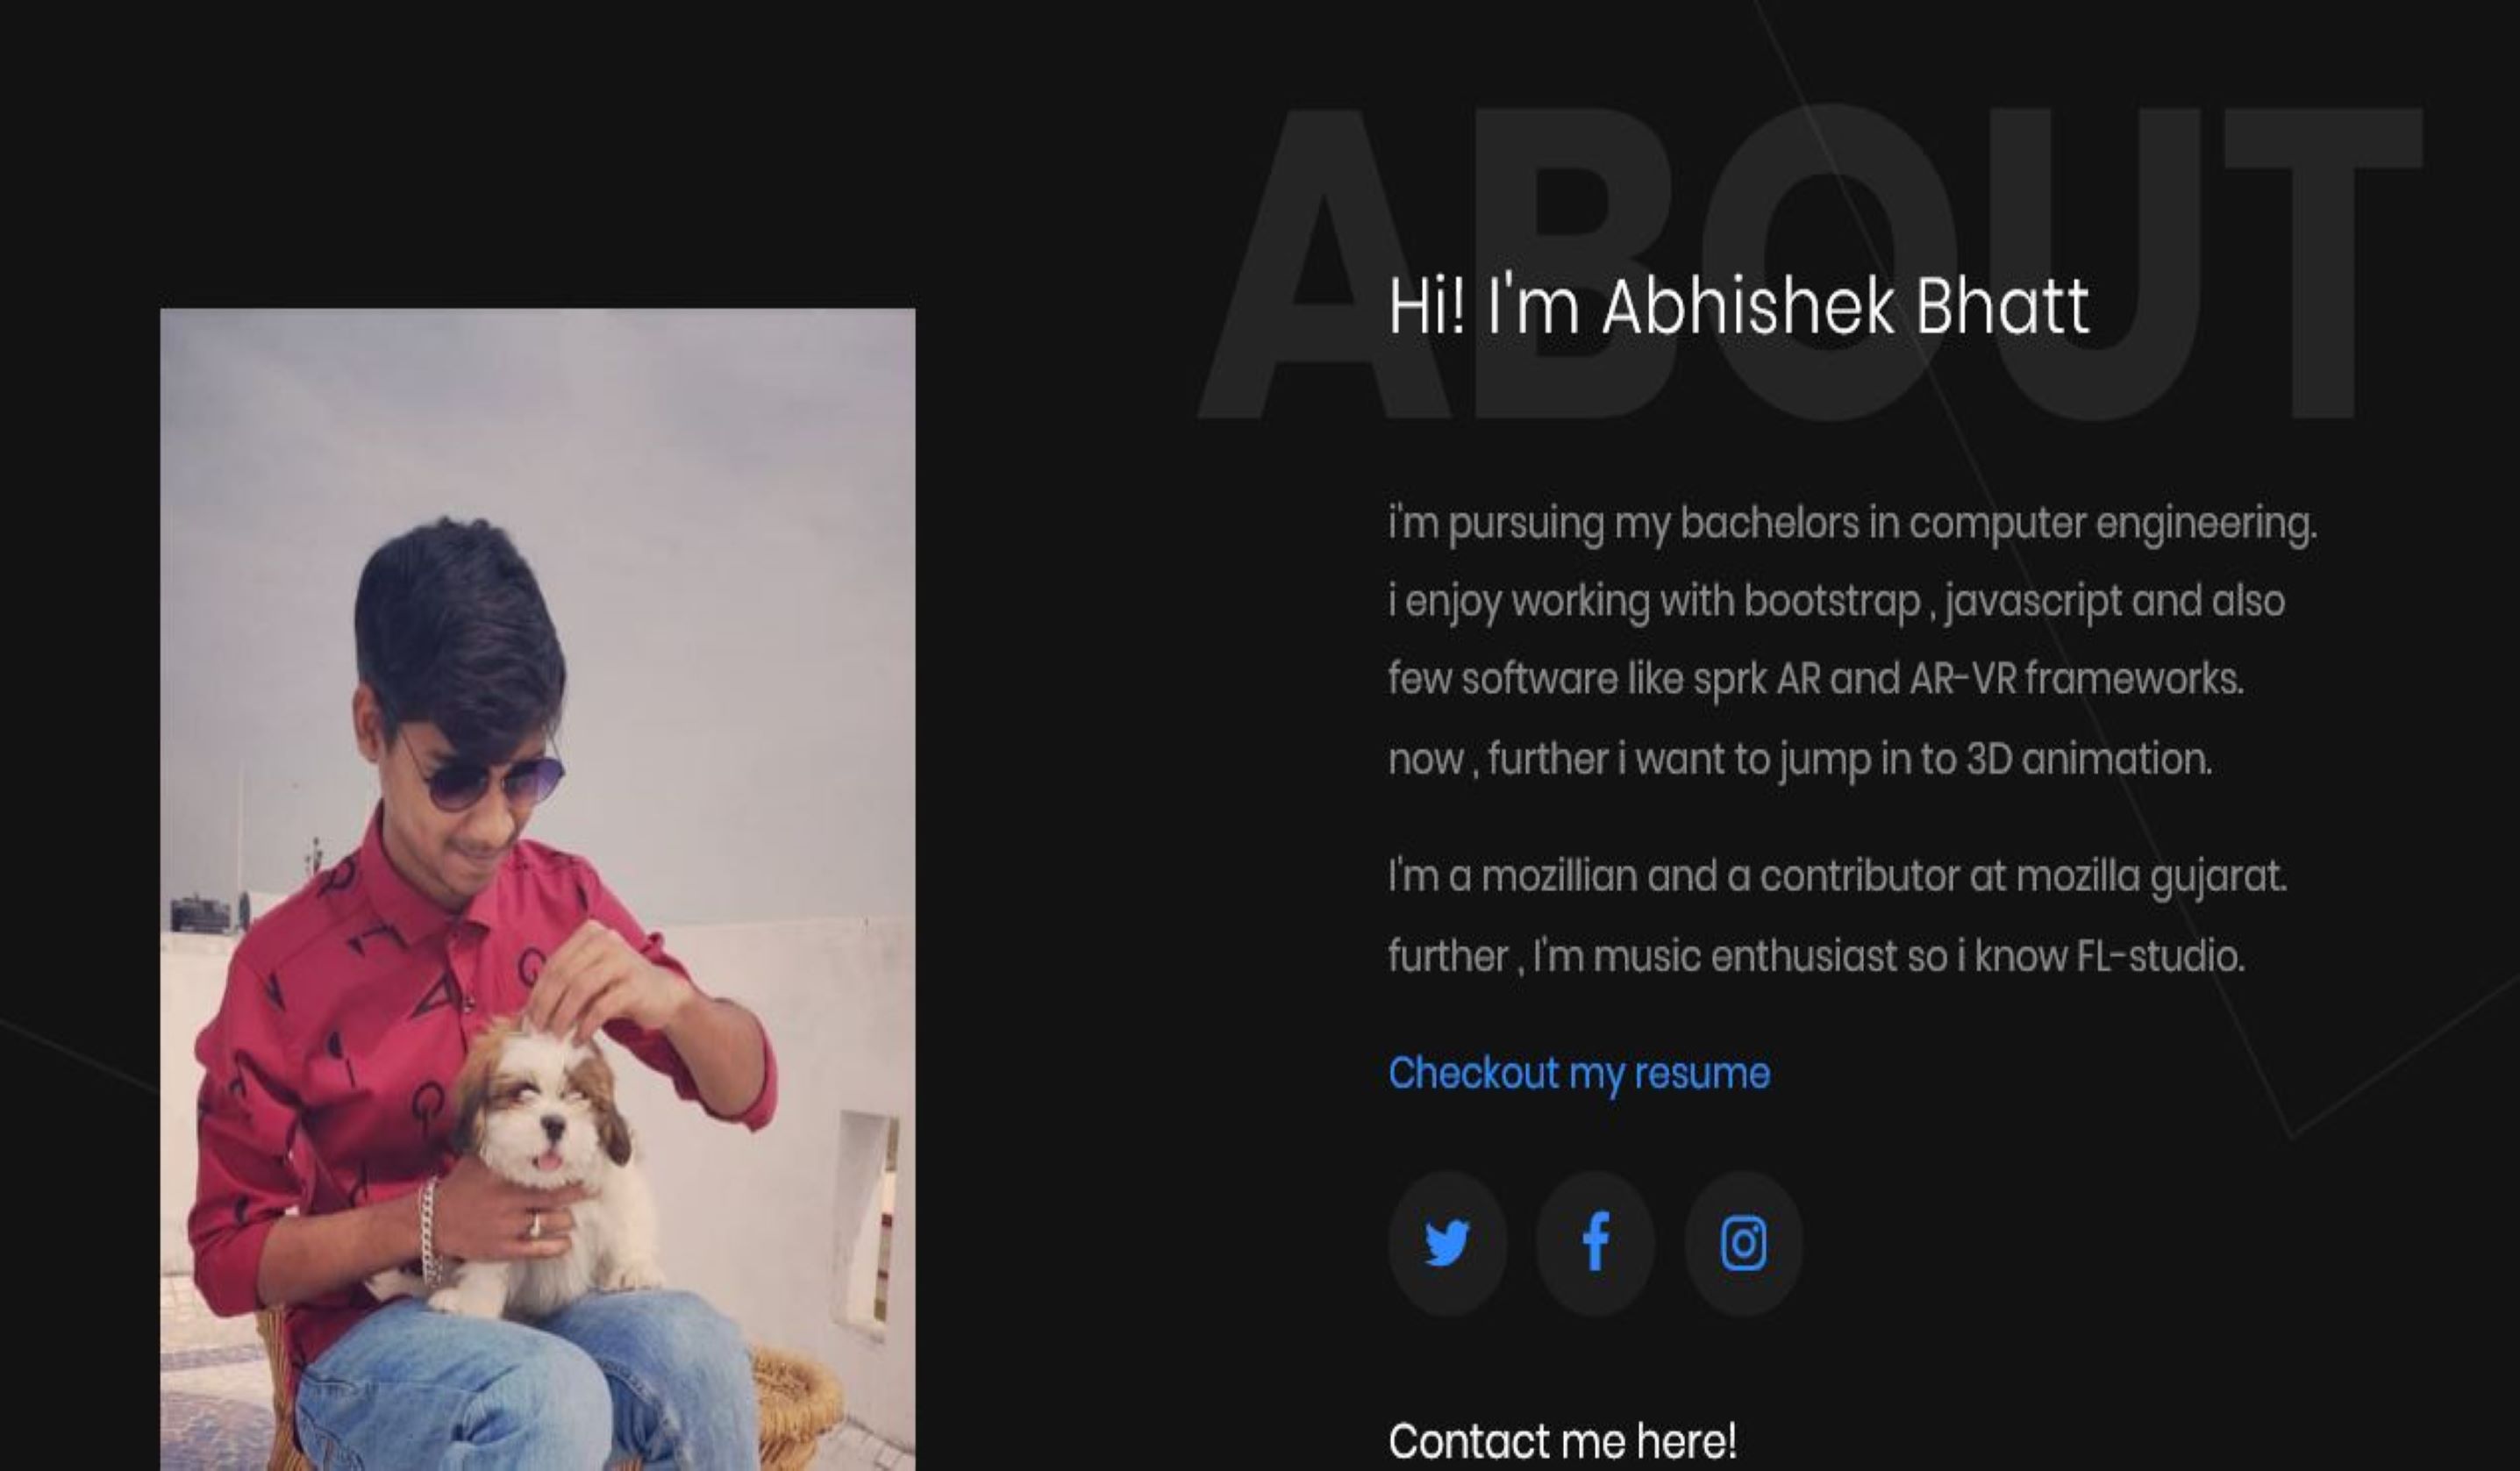 ABOUT
Hi! I'm Abhishek Bhatt
i'm pursuing my bachelors in computer engineering.
i enjoy working with bootstrap , javascript and also
few software like sprk AR and AR-VR frameworks.
now , further i want to jump in to 3D animation.
I'm a mozillian and a contributor at mozilla gujarat.
further , I'm music enthusiast so i know FL-studio.
Checkout my resume
Contact me here!